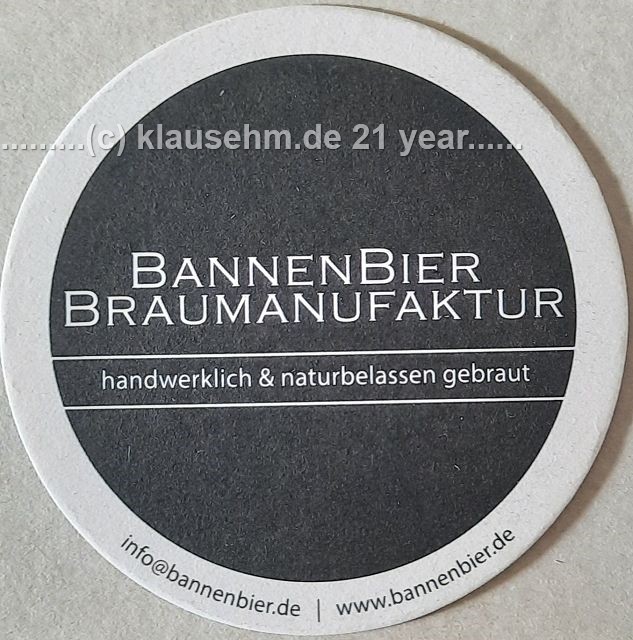 .........(c) klausehm.de 21 year......
BANNENBIER
BRAUMANUFAKTUR
handwerklich & naturbelassen gebraut
info@bannenbier.de | www.bannenbier.de